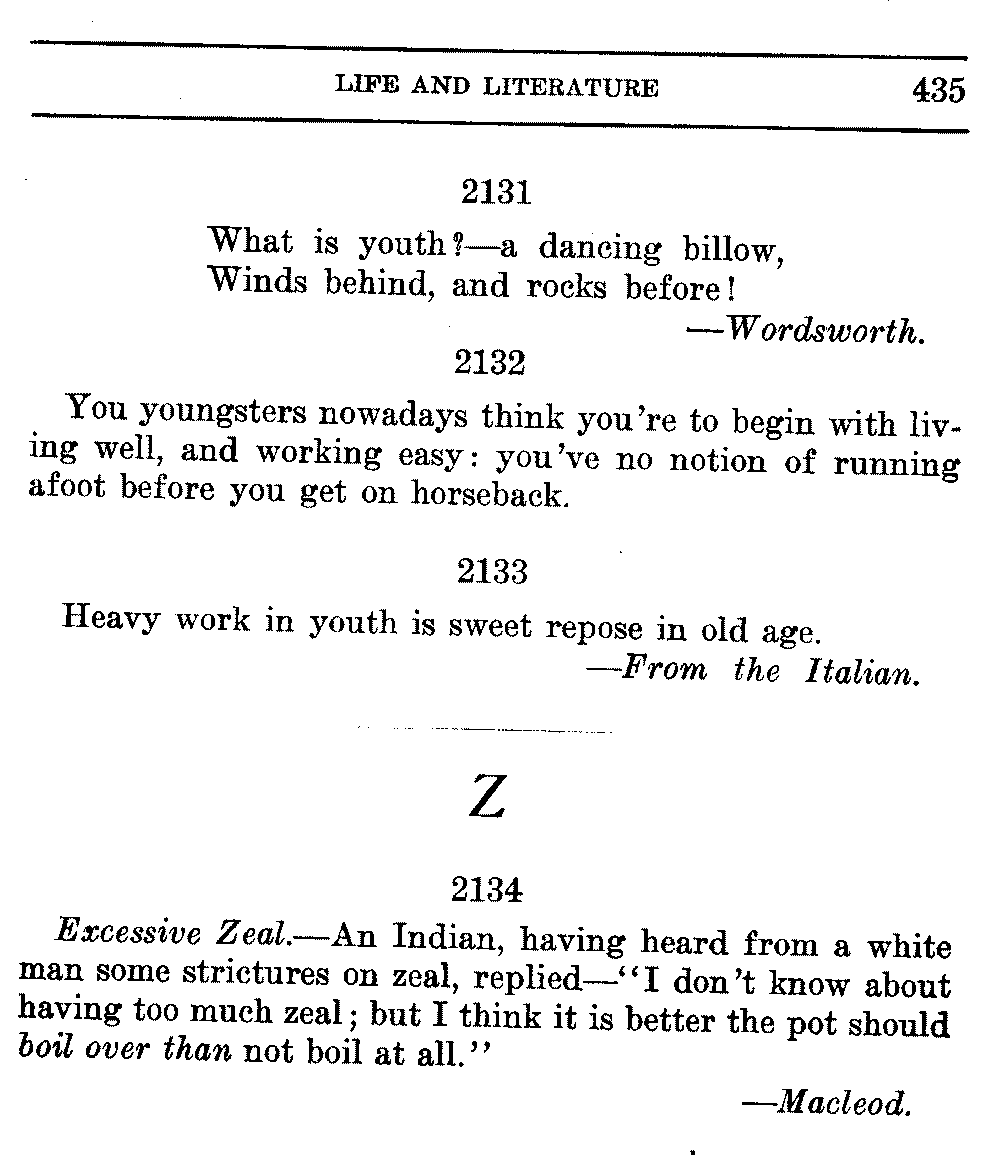 LIFE AND LITERATURE 435
2131
What is youth?—a dancing billow,
Winds behind, and rocks before!
—Wordsworth.
2132
You youngsters nowadays think you're to begin with liv-
ing well, and working easy: you've no notion of running
afoot before you get on horseback.
2133
Heavy work in youth is sweet repose in old age.
—From the Italian.
Z
2134
Excessive Zeal.—An Indian, having heard from a white
man some strictures on zeal, replied—“I don't know about
having too much zeal; but I think it is better the pot should
boil over than not boil at all.”
—Macleod.